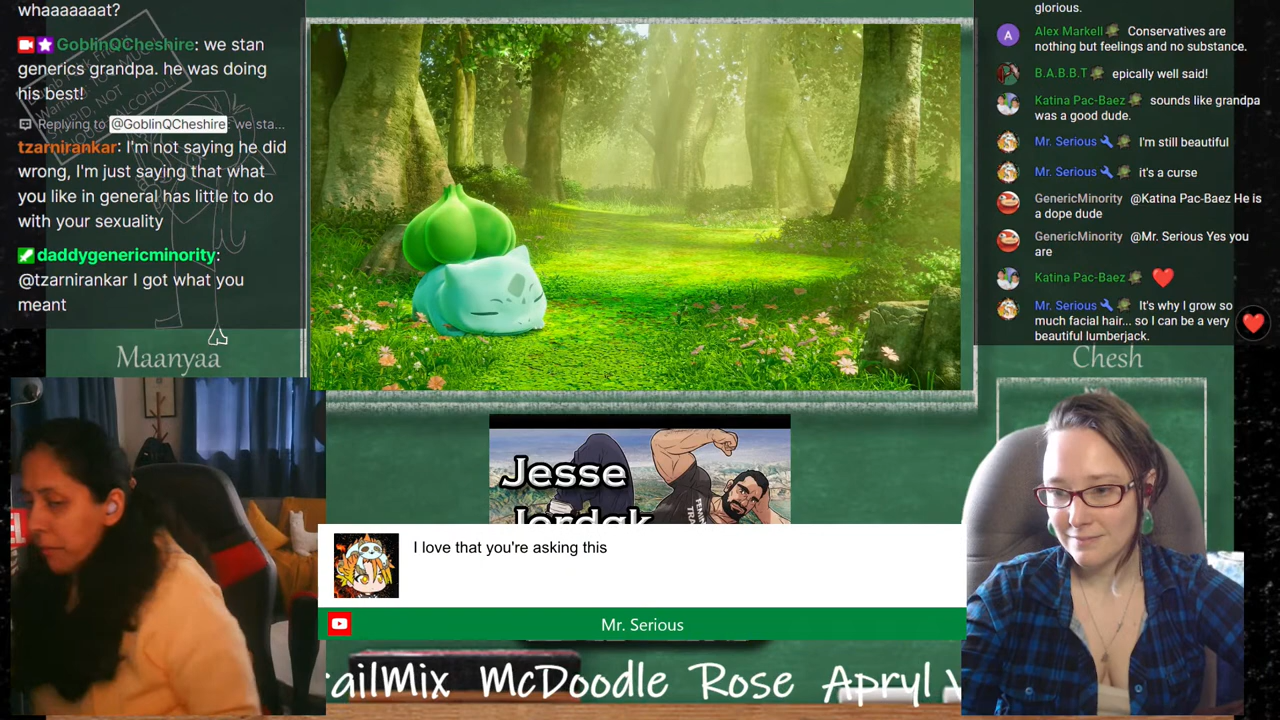 whaaaaaat?
GoblinQCheshire: we stan
generics grandpa. he was doing
his best!
Replying to @GoblinQCheshire: we sta...
tzarnirankar: I'm not saying he did
wrong, I'm just saying that what
you like in general has little to do
with your sexuality
daddygenericminority:
@tzarnirankar I got what you
meant
Maanyaa
glorious.
Alex Markell Conservatives are
nothing but feelings and no substance.
B.A.B.B.T epically well said!
Katina Pac-Baez sounds like grandpa
was a good dude.
Mr. Serious I'm still beautiful
Mr. Serious it's a curse
GenericMinority @Katina Pac-Baez He is
a dope dude
GenericMinority @Mr. Serious Yes you
are
Katina Pac-Baez
Mr. Serious It's why I grow so
much facial hair... so I can be a very
beautiful lumberjack.
Chesh
Jesse
Jordak
I love that you're asking this
Mr. Serious
railMix McDoodle Rose Apryl